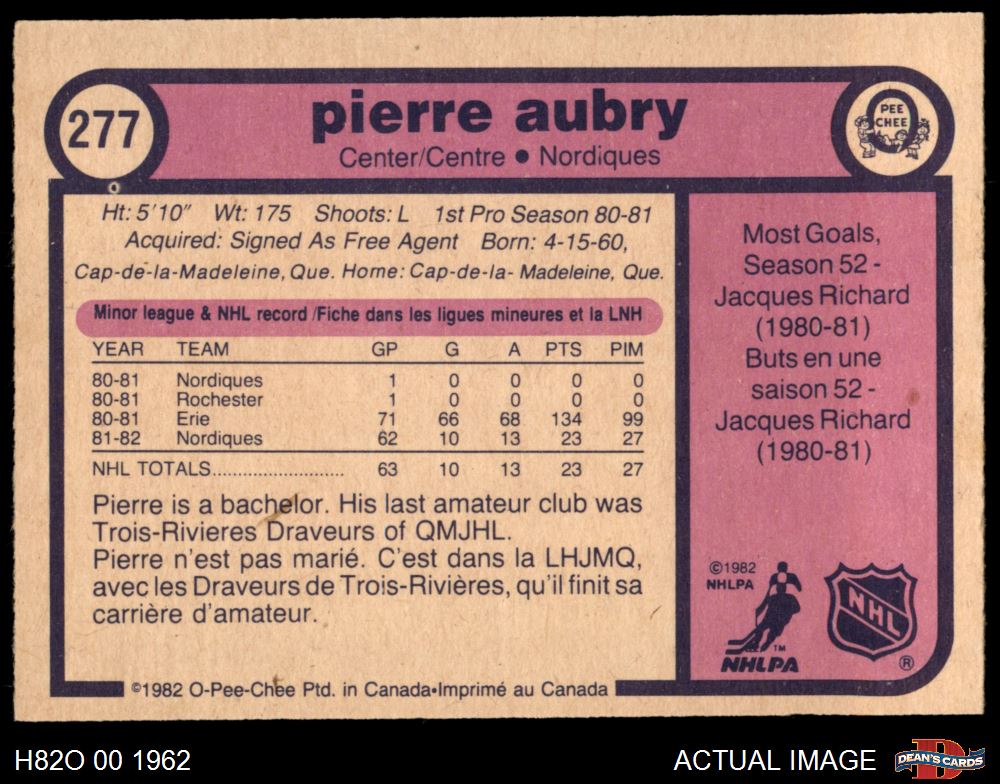 277
pierre aubry
Center/Centre • Nordiques
PEE
CHEE
Ht: 5'10" Wt: 175 Shoots: L 1st Pro Season 80-81
Acquired: Signed As Free Agent Born: 4-15-60,
Cap-de-la-Madeleine, Que. Home: Cap-de-la- Madeleine, Que.
Minor league & NHL record /Fiche dans les ligues mineures et la LNH
YEAR TEAM GP G A PTS PIM
80-81 Nordiques 1 0 0 0 0
80-81 Rochester 1 0 0 0 0
80-81 Erie 71 66 68 134 99
81-82 Nordiques 62 10 13 23 27
NHL TOTALS...................... 63 10 13 23 27
Pierre is a bachelor. His last amateur club was
Trois-Rivieres Draveurs of QMJHL.
Pierre n'est pas marié. C'est dans la LHJMQ,
avec les Draveurs de Trois-Rivières, qu'il finit sa
carrière d'amateur.
©1982 O-Pee-Chee Ptd. in Canada•Imprimé au Canada
Most Goals,
Season 52 -
Jacques Richard
(1980-81)
Buts en une
saison 52 -
Jacques Richard
(1980-81)
©1982
NHLPA
TM
NHLPA
NHL
®
H82O 00 1962
ACTUAL IMAGE
DEAN'S CARDS